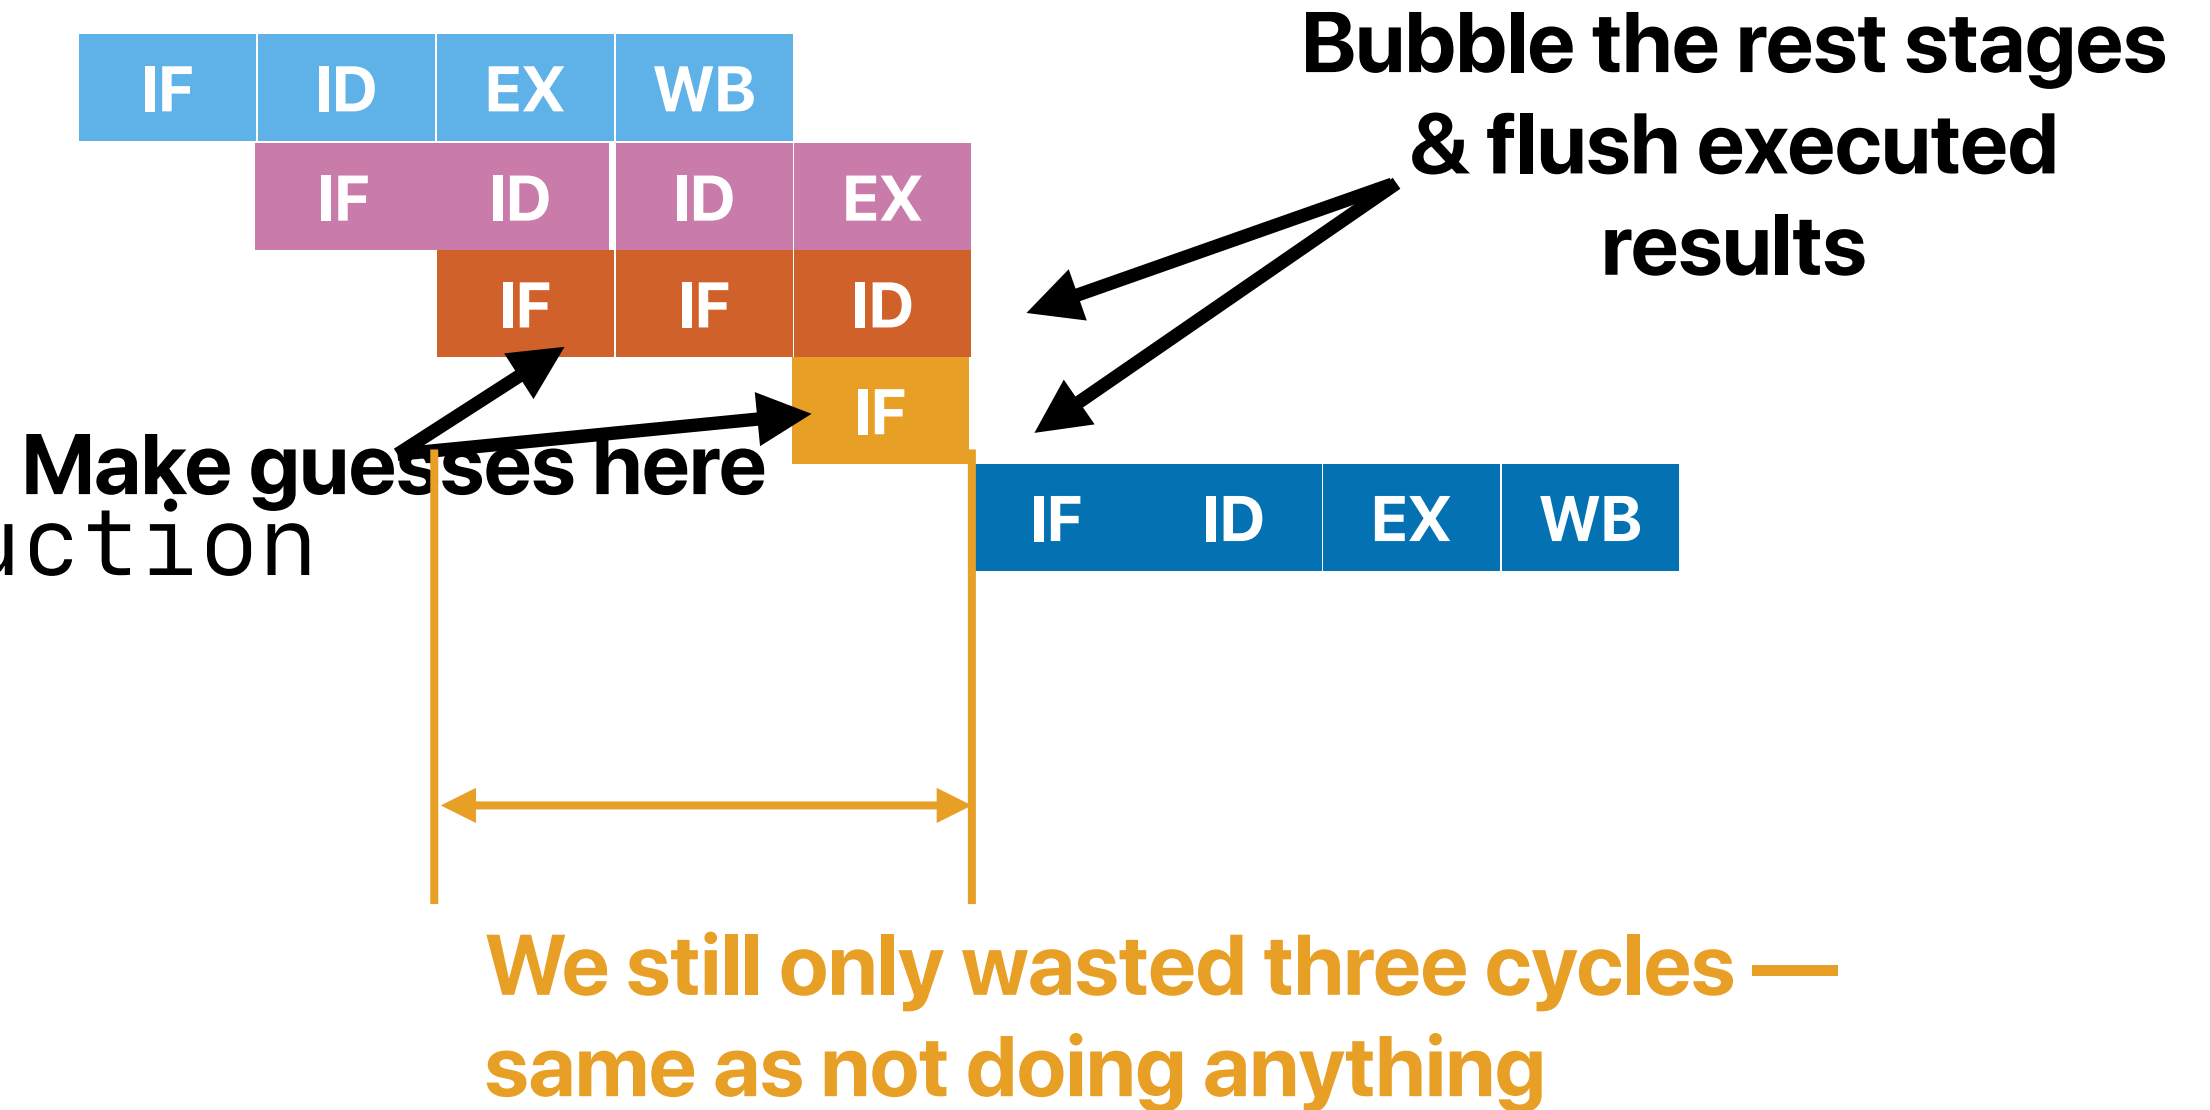 IF ID EX WB
Bubble the rest stages
& flush executed
results
IF ID ID EX
IF IF ID
IF
Make guesses here
uction
IF ID EX WB
We still only wasted three cycles —
same as not doing anything